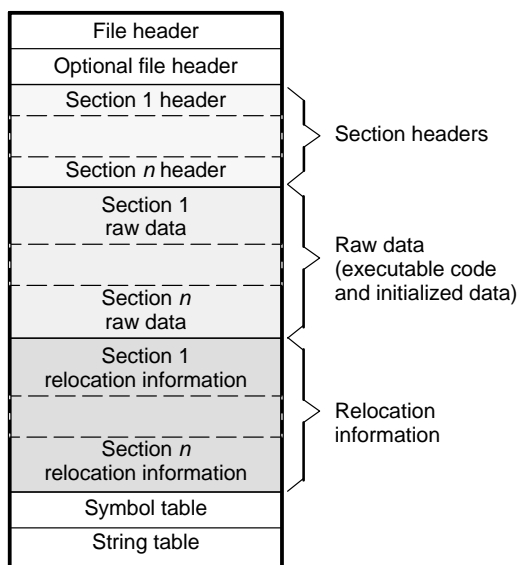 File header
Optional file header
Section 1 header
Section n header
Section headers
Section 1
raw data
Section n
raw data
Raw data
(executable code
and initialized data)
Section 1
relocation information
Section n
relocation information
Relocation
information
Symbol table
String table